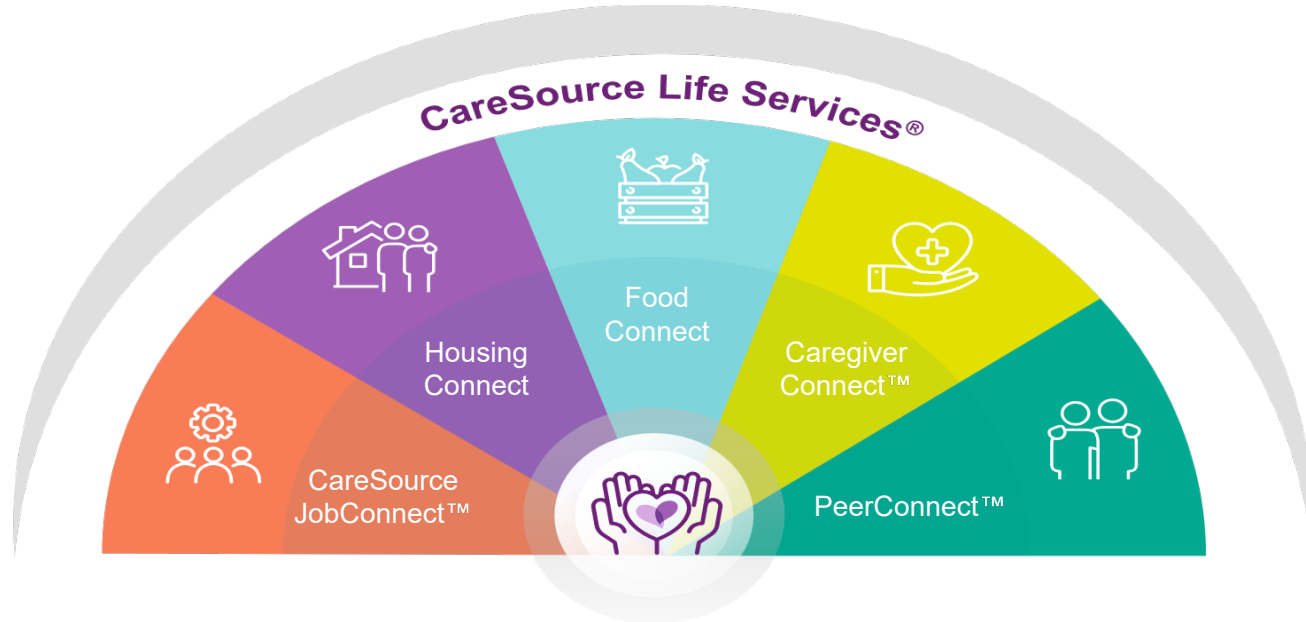 CareSource Life Services®
CareSource
JobConnect™
Housing
Connect
Food
Connect
Caregiver
Connect™
PeerConnect™